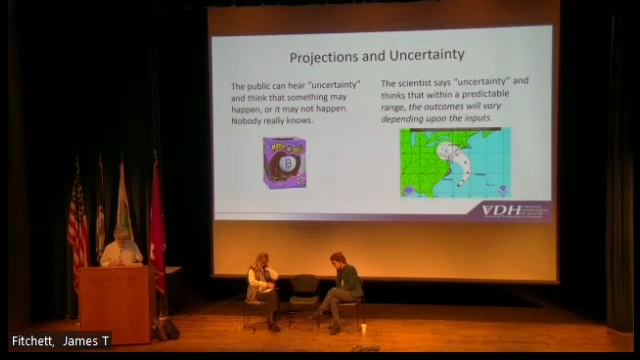 Projections and Uncertainty
The public can hear "uncertainty"
and think that something may
happen, or it may not happen.
Nobody really knows.
The scientist says "uncertainty" and
thinks that within a predictable
range, the outcomes will vary
depending upon the inputs.
8
VDH
Fitchett, James T